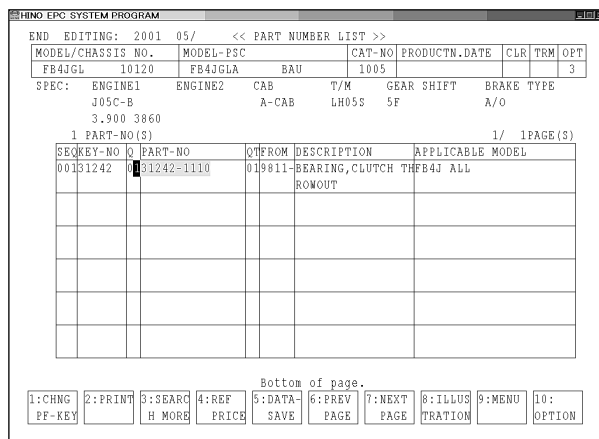 HINO EPC SYSTEM PROGRAM
END EDITING: 2001 05/ << PART NUMBER LIST >>
MODEL/CHASSIS NO. MODEL-PSC CAT-NO PRODUCTN.DATE CLR TRM OPT
FB4JGL 10120 FB4JGLA BAU 1005 3
SPEC: ENGINE1 ENGINE2 CAB T/M GEAR SHIFT BRAKE TYPE
J05C-B A-CAB LH05S 5F A/O
3.900 3860
1 PART-NO(S) 1/ 1PAGE(S)
SEQ KEY-NO Q PART-NO QT FROM DESCRIPTION APPLICABLE MODEL
001 31242 01 31242-1110 01 9811- BEARING,CLUTCH TH FB4J ALL
ROWOUT
Bottom of page.
1:CHNG 2:PRINT 3:SEARC 4:REF 5:DATA- 6:PREV 7:NEXT 8:ILLUS 9:MENU 10:
PF-KEY H MORE PRICE SAVE PAGE PAGE TRATION OPTION